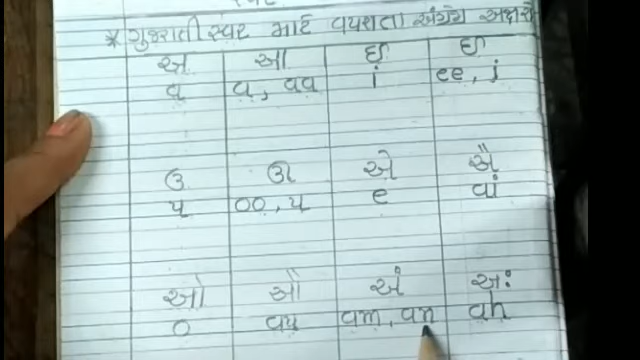 * ગુજરાતી સ્વર માટે વપરાતા અંગ્રેજી અક્ષરો
અ આ ઇ ઈ
a a, aa i ee, i
ઉ ઊ એ ઐ
u oo, u e ai
ઓ ઔ અં અઃ
o au am, an ah